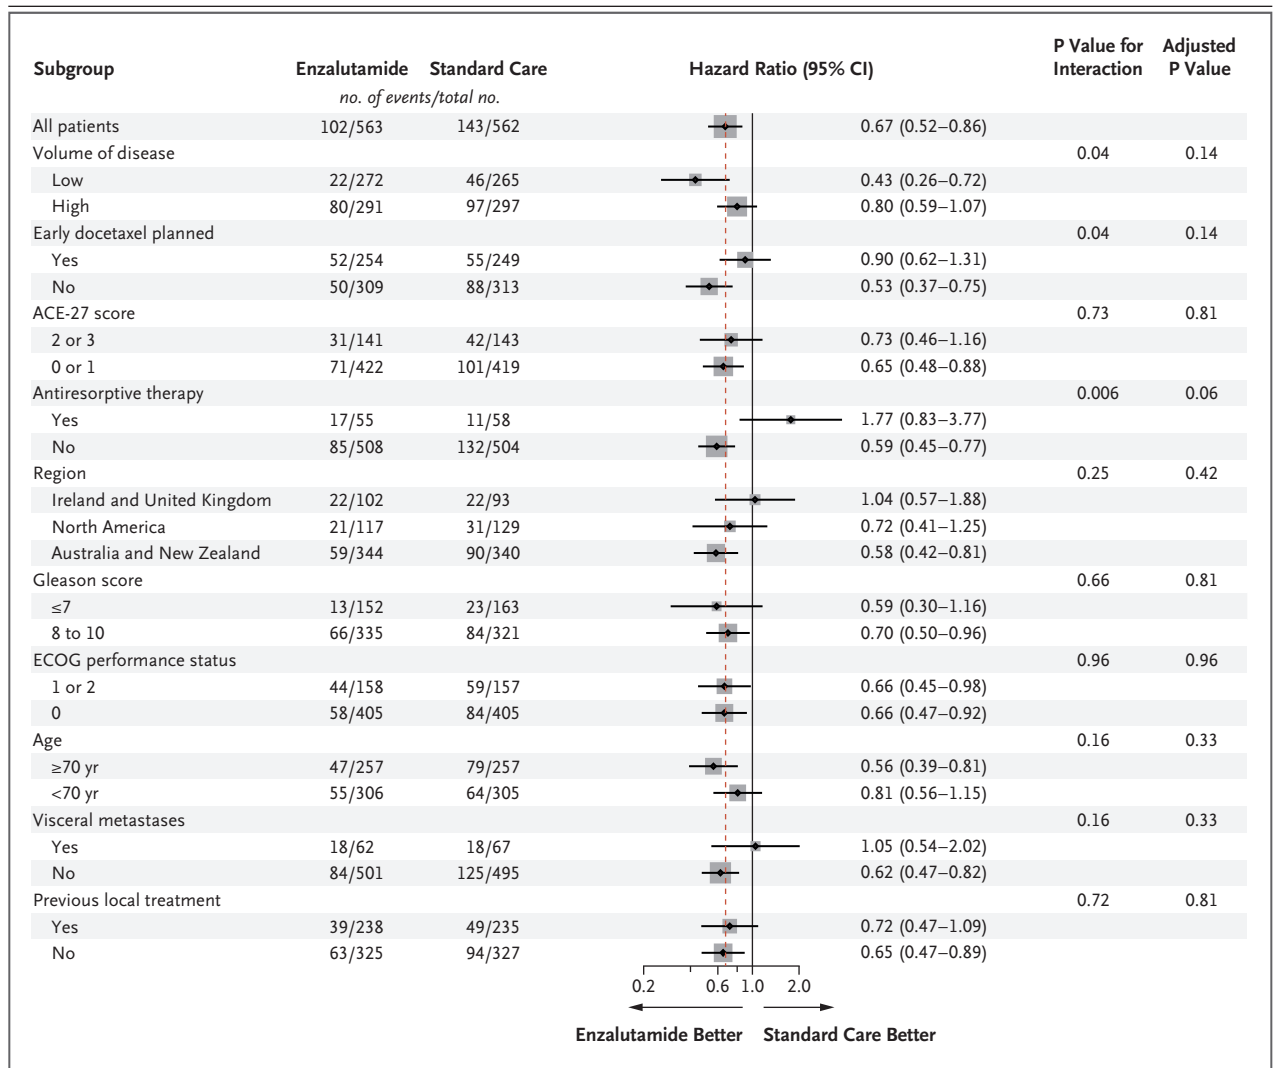 P Value for Adjusted
Subgroup Enzalutamide Standard Care Hazard Ratio (95% CI) Interaction P Value
no. of events/total no.
All patients 102/563 143/562 0.67 (0.52–0.86)
Volume of disease 0.04 0.14
Low 22/272 46/265 0.43 (0.26–0.72)
High 80/291 97/297 0.80 (0.59–1.07)
Early docetaxel planned 0.04 0.14
Yes 52/254 55/249 0.90 (0.62–1.31)
No 50/309 88/313 0.53 (0.37–0.75)
ACE-27 score 0.73 0.81
2 or 3 31/141 42/143 0.73 (0.46–1.16)
0 or 1 71/422 101/419 0.65 (0.48–0.88)
Antiresorptive therapy 0.006 0.06
Yes 17/55 11/58 1.77 (0.83–3.77)
No 85/508 132/504 0.59 (0.45–0.77)
Region 0.25 0.42
Ireland and United Kingdom 22/102 22/93 1.04 (0.57–1.88)
North America 21/117 31/129 0.72 (0.41–1.25)
Australia and New Zealand 59/344 90/340 0.58 (0.42–0.81)
Gleason score 0.66 0.81
≤7 13/152 23/163 0.59 (0.30–1.16)
8 to 10 66/335 84/321 0.70 (0.50–0.96)
ECOG performance status 0.96 0.96
1 or 2 44/158 59/157 0.66 (0.45–0.98)
0 58/405 84/405 0.66 (0.47–0.92)
Age 0.16 0.33
≥70 yr 47/257 79/257 0.56 (0.39–0.81)
<70 yr 55/306 64/305 0.81 (0.56–1.15)
Visceral metastases 0.16 0.33
Yes 18/62 18/67 1.05 (0.54–2.02)
No 84/501 125/495 0.62 (0.47–0.82)
Previous local treatment 0.72 0.81
Yes 39/238 49/235 0.72 (0.47–1.09)
No 63/325 94/327 0.65 (0.47–0.89)
0.2 0.6 1.0 2.0
Enzalutamide Better Standard Care Better